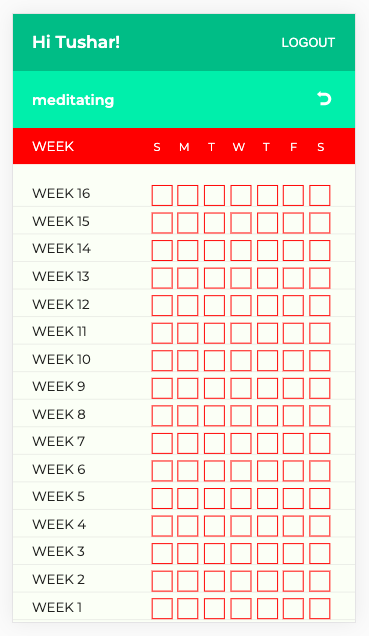 Hi Tushar! LOGOUT
meditating
WEEK S M T W T F S
WEEK 16
WEEK 15
WEEK 14
WEEK 13
WEEK 12
WEEK 11
WEEK 10
WEEK 9
WEEK 8
WEEK 7
WEEK 6
WEEK 5
WEEK 4
WEEK 3
WEEK 2
WEEK 1